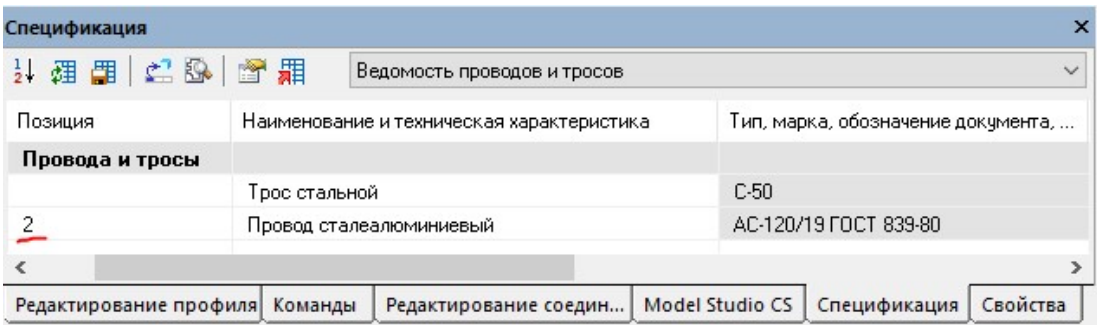 Спецификация
Ведомость проводов и тросов
Позиция Наименование и техническая характеристика Тип, марка, обозначение документа, ...
Провода и тросы
Трос стальной С-50
2 Провод сталеалюминиевый АС-120/19 ГОСТ 839-80
Редактирование профиля Команды Редактирование соедин... Model Studio CS Спецификация Свойства